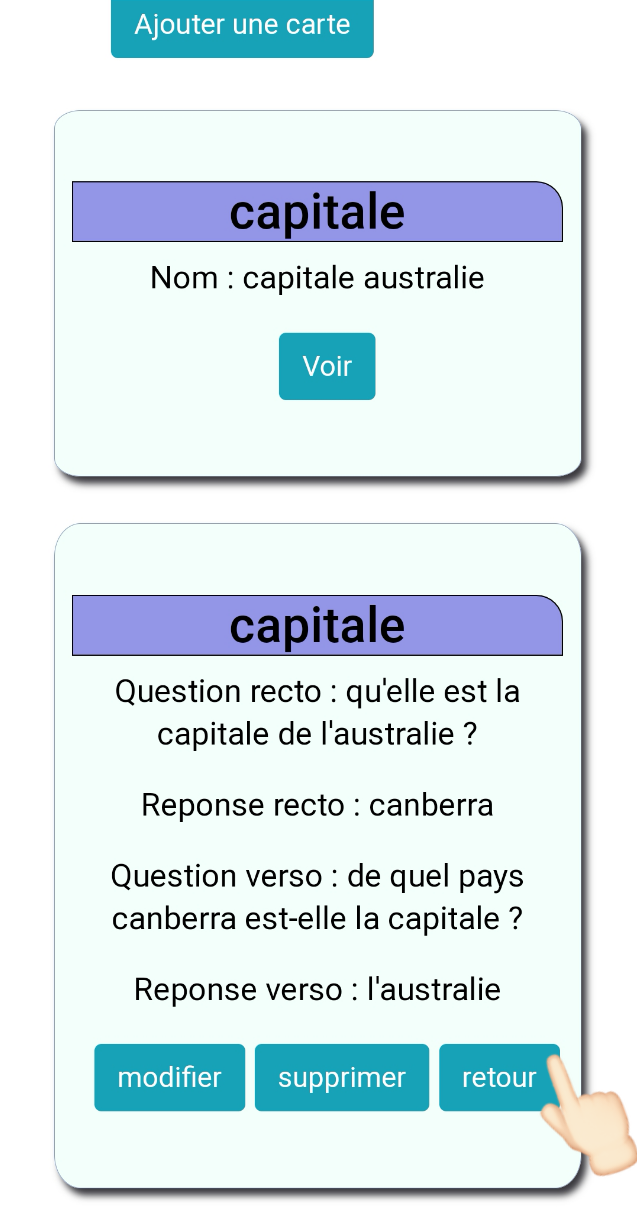 Ajouter une carte
capitale
Nom : capitale australie
Voir
capitale
Question recto : qu'elle est la
capitale de l'australie ?
Reponse recto : canberra
Question verso : de quel pays
canberra est-elle la capitale ?
Reponse verso : l'australie
modifier supprimer retour